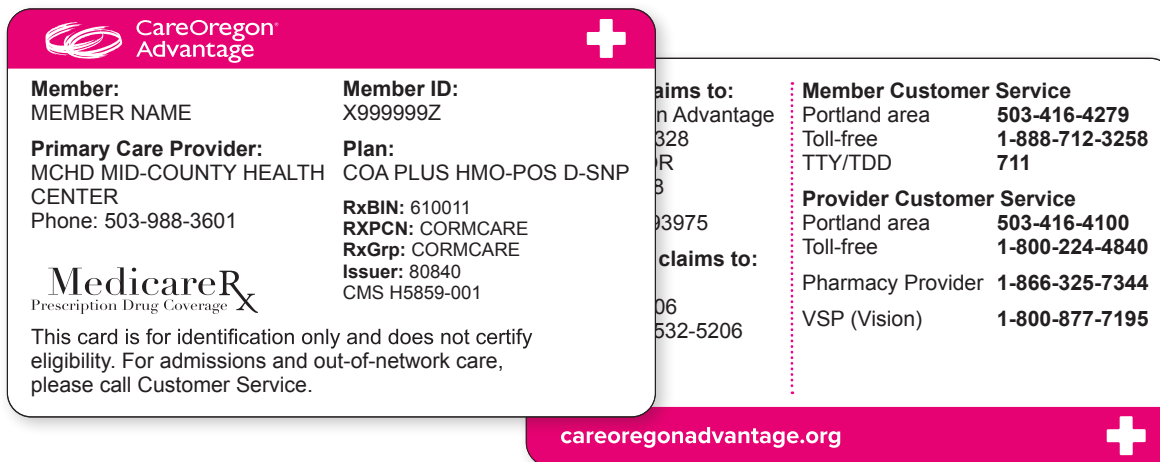 CareOregon®
Advantage
Member:
MEMBER NAME
Primary Care Provider:
MCHD MID-COUNTY HEALTH
CENTER
Phone: 503-988-3601
MedicareRx
Prescription Drug Coverage
Member ID:
X999999Z
Plan:
COA PLUS HMO-POS D-SNP
RxBIN: 610011
RXPCN: CORMCARE
RxGrp: CORMCARE
Issuer: 80840
CMS H5859-001
This card is for identification only and does not certify
eligibility. For admissions and out-of-network care,
please call Customer Service.
aims to:
n Advantage
328
OR
8
93975
claims to:
06
532-5206
Member Customer Service
Portland area 503-416-4279
Toll-free 1-888-712-3258
TTY/TDD 711
Provider Customer Service
Portland area 503-416-4100
Toll-free 1-800-224-4840
Pharmacy Provider 1-866-325-7344
VSP (Vision) 1-800-877-7195
careoregonadvantage.org